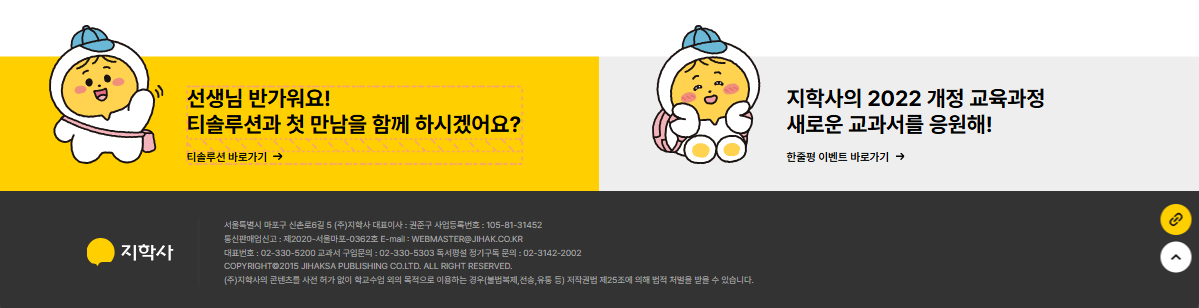 선생님 반가워요!
티솔루션과 첫 만남을 함께 하시겠어요?
티솔루션 바로가기 →
지학사의 2022 개정 교육과정
새로운 교과서를 응원해!
한줄평 이벤트 바로가기 →
지학사
서울특별시 마포구 신촌로6길 5 (주)지학사 대표이사 : 권준구 사업등록번호 : 105-81-31452
통신판매업신고 : 제2020-서울마포-0362호 E-mail : WEBMASTER@JIHAK.CO.KR
대표번호 : 02-330-5200 교과서 구입문의 : 02-330-5303 독서평설 정기구독 문의 : 02-3142-2002
COPYRIGHT©2015 JIHAKSA PUBLISHING CO.LTD. ALL RIGHT RESERVED.
(주)지학사의 콘텐츠를 사전 허가 없이 학교수업 외의 목적으로 이용하는 경우(불법복제,전송,유통 등) 저작권법 제25조에 의해 법적 처벌을 받을 수 있습니다.